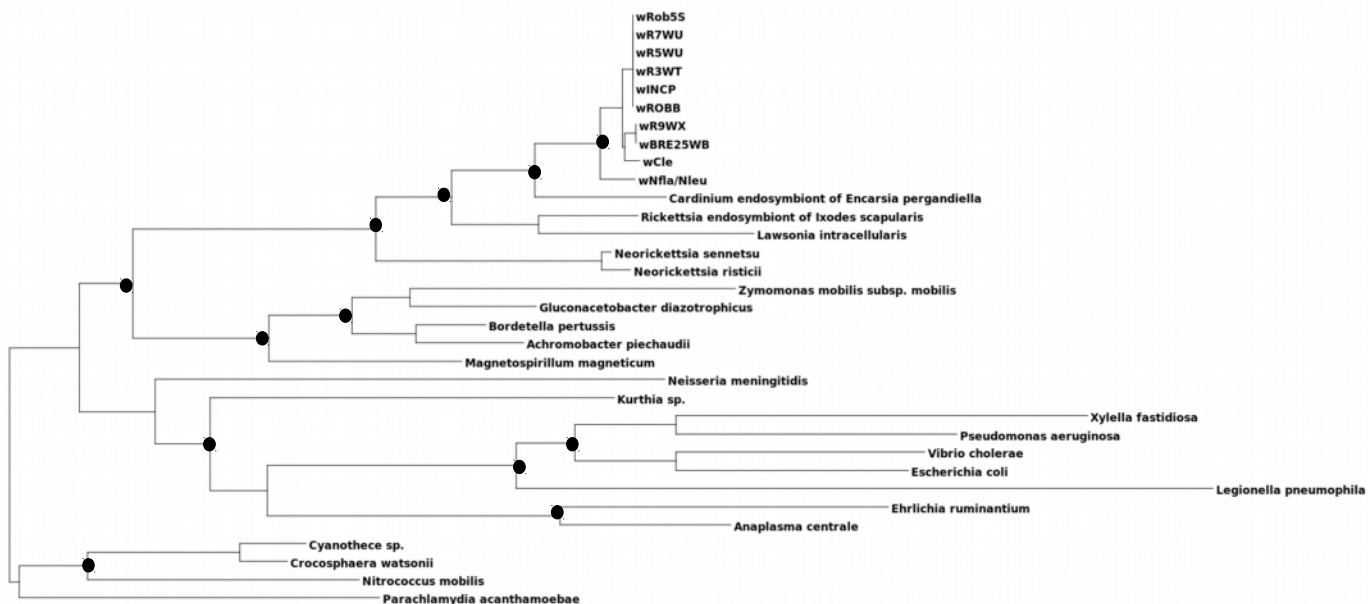 wRob5S
wR7WU
wR5WU
wR3WT
wINCP
wROBB
wR9WX
wBRE25WB
wCle
wNfla/Nleu
Cardinium endosymbiont of Encarsia pergandiella
Rickettsia endosymbiont of Ixodes scapularis
Lawsonia intracellularis
Neorickettsia sennetsu
Neorickettsia risticii
Zymomonas mobilis subsp. mobilis
Gluconacetobacter diazotrophicus
Bordetella pertussis
Achromobacter piechaudii
Magnetospirillum magneticum
Neisseria meningitidis
Kurthia sp.
Xylella fastidiosa
Pseudomonas aeruginosa
Vibrio cholerae
Escherichia coli
Legionella pneumophila
Ehrlichia ruminantium
Anaplasma centrale
Cyanothece sp.
Crocosphaera watsonii
Nitrococcus mobilis
Parachlamydia acanthamoebae